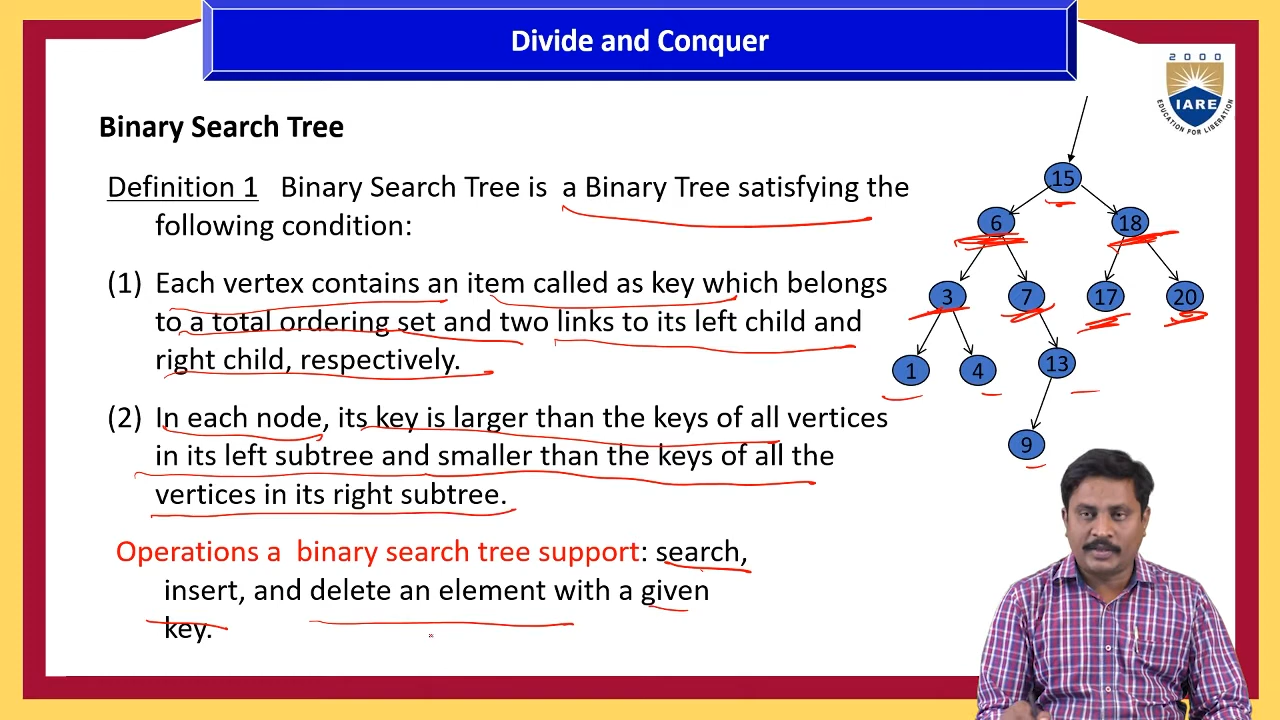 Divide and Conquer
2000
IARE
EDUCATION FOR LIBERATION
Binary Search Tree
Definition 1 Binary Search Tree is a Binary Tree satisfying the
following condition:
(1) Each vertex contains an item called as key which belongs
to a total ordering set and two links to its left child and
right child, respectively.
(2) In each node, its key is larger than the keys of all vertices
in its left subtree and smaller than the keys of all the
vertices in its right subtree.
Operations a binary search tree support: search,
insert, and delete an element with a given
key.
15
6 18
3 7 17 20
1 4 13
9